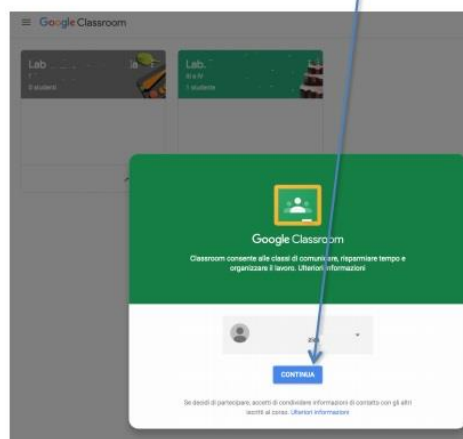 Google Classroom
Lab.
0 studenti
Lab.
III e IV
1 studente
Google Classroom
Classroom consente alle classi di comunicare, risparmiare tempo e
organizzare il lavoro. Ulteriori informazioni
CONTINUA
Se decidi di partecipare, accetti di condividere informazioni di contatto con gli altri
iscritti al corso. Ulteriori informazioni